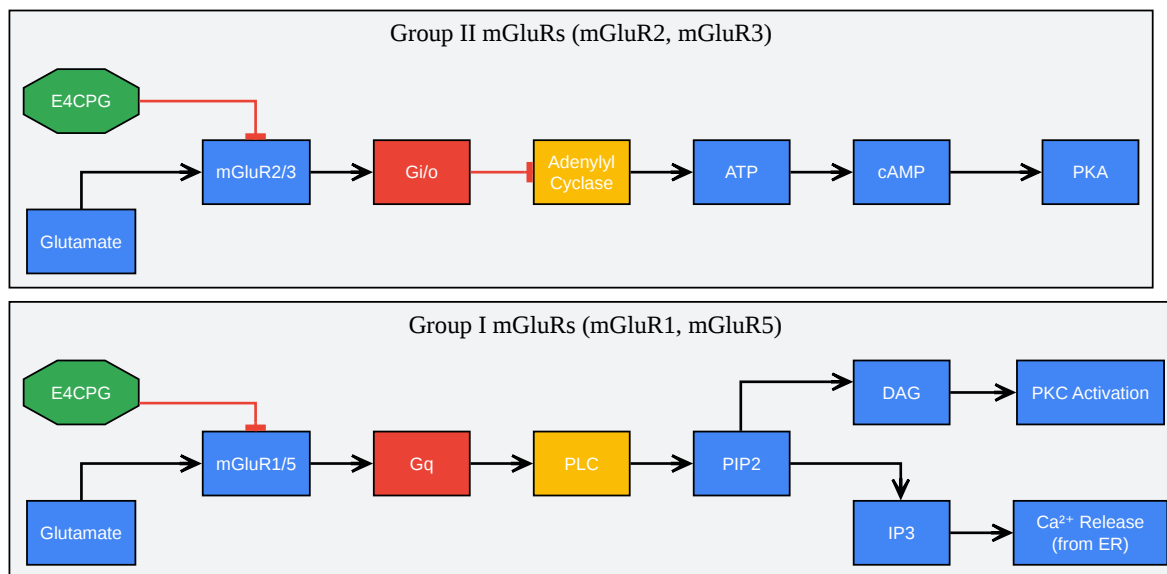 Group II mGluRs (mGluR2, mGluR3)
E4CPG
mGluR2/3
Gi/o
Adenylyl
Cyclase
ATP
cAMP
PKA
Glutamate
Group I mGluRs (mGluR1, mGluR5)
E4CPG
DAG
PKC Activation
mGluR1/5
Gq
PLC
PIP2
Glutamate
IP3
Ca²⁺ Release
(from ER)